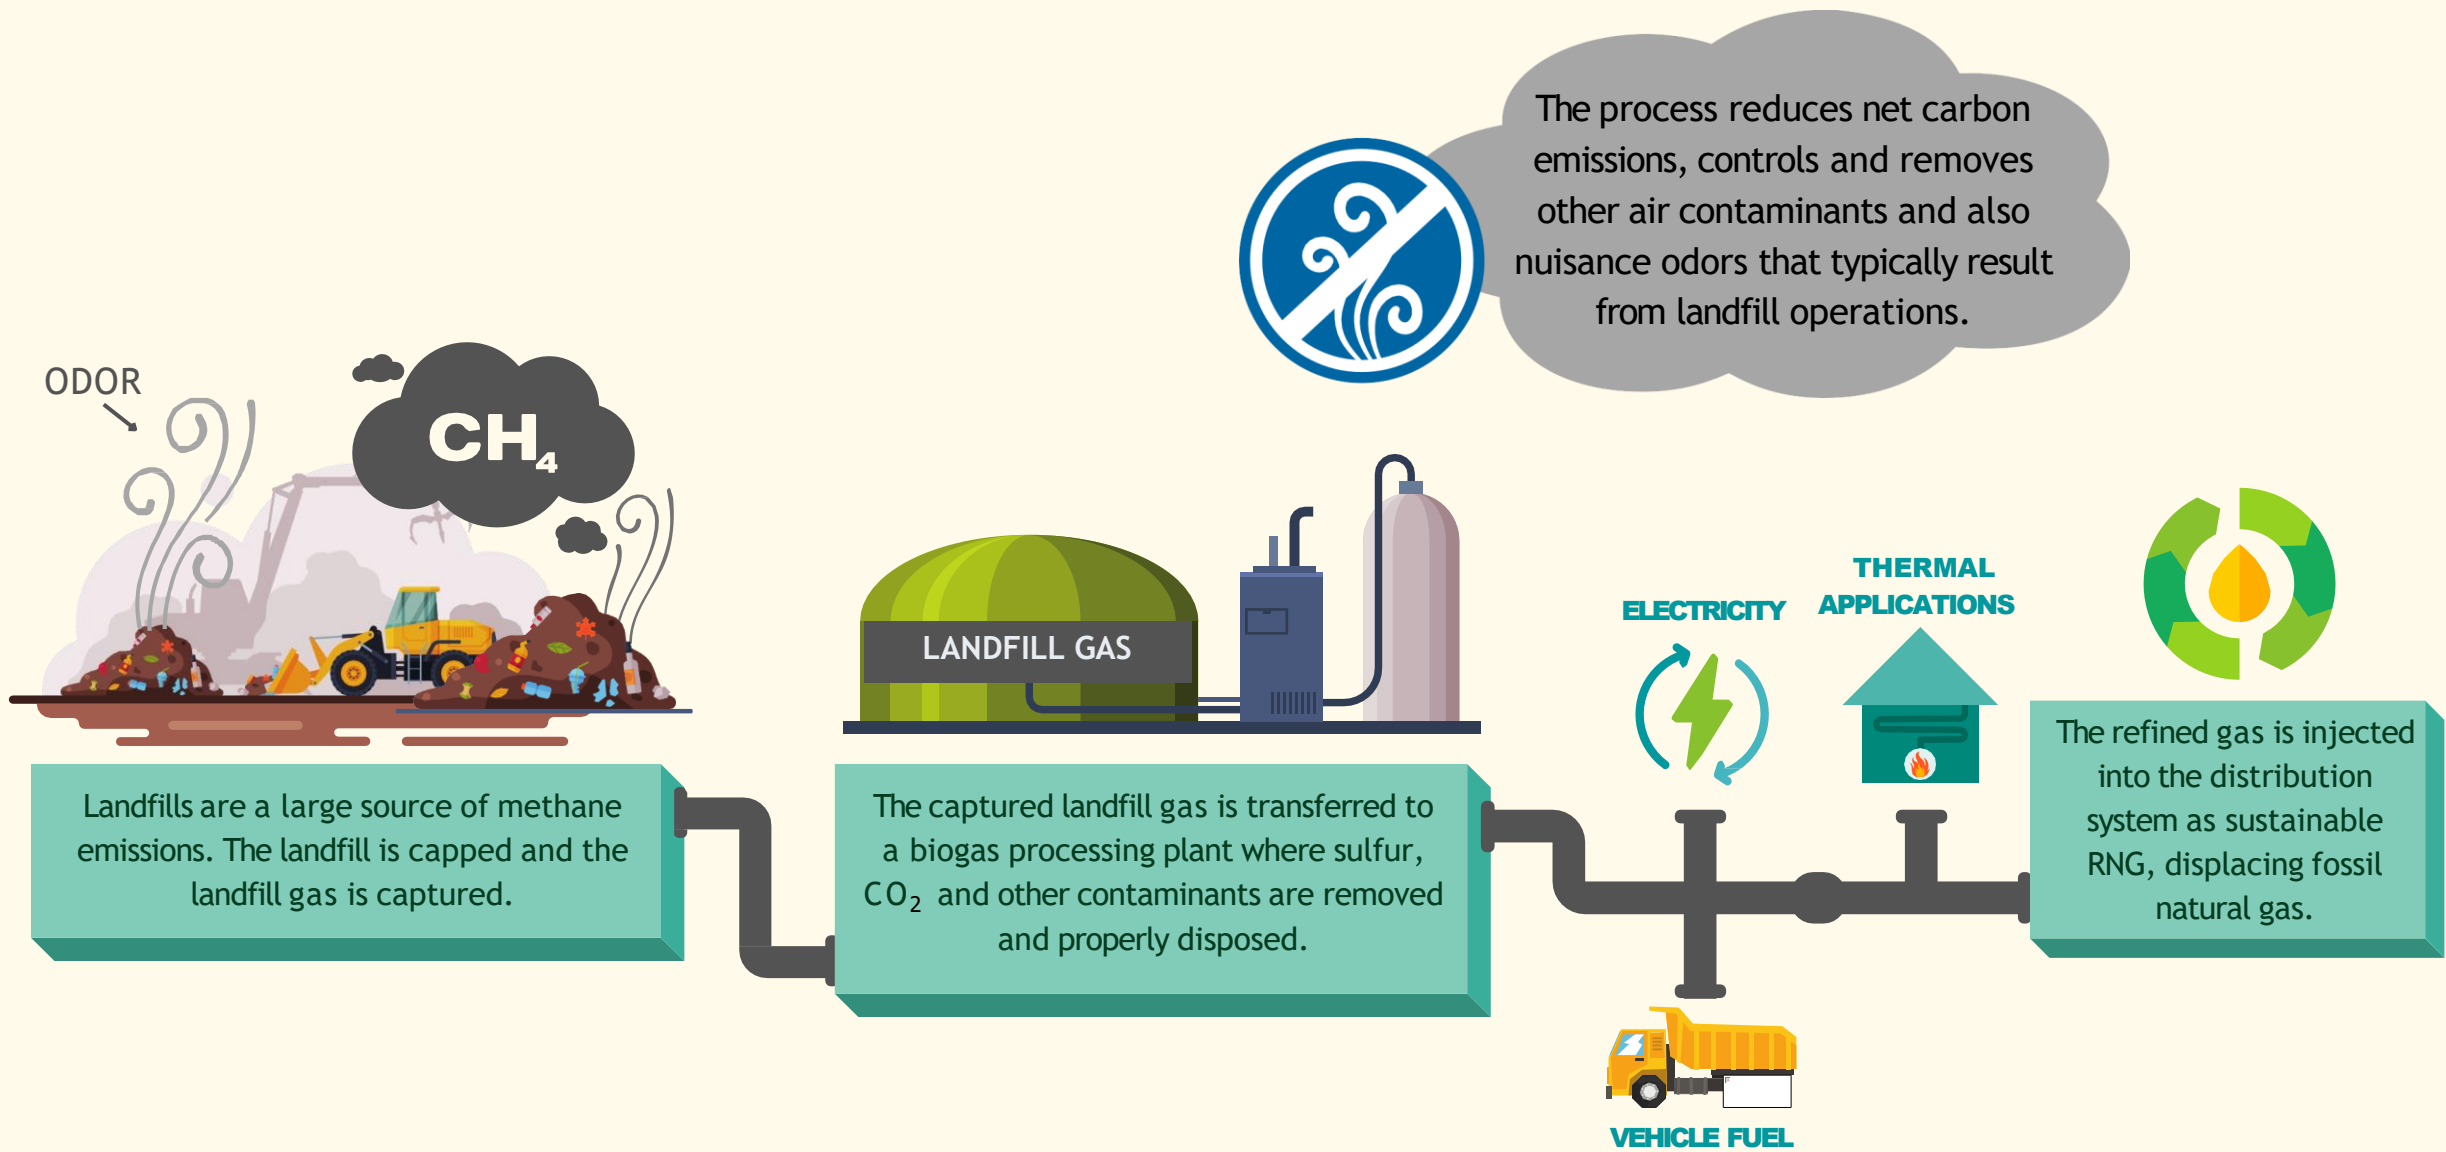 The process reduces net carbon
emissions, controls and removes
other air contaminants and also
nuisance odors that typically result
from landfill operations.
ODOR
CH₄
LANDFILL GAS
ELECTRICITY
THERMAL
APPLICATIONS
Landfills are a large source of methane
emissions. The landfill is capped and the
landfill gas is captured.
The captured landfill gas is transferred to
a biogas processing plant where sulfur,
CO₂ and other contaminants are removed
and properly disposed.
The refined gas is injected
into the distribution
system as sustainable
RNG, displacing fossil
natural gas.
VEHICLE FUEL